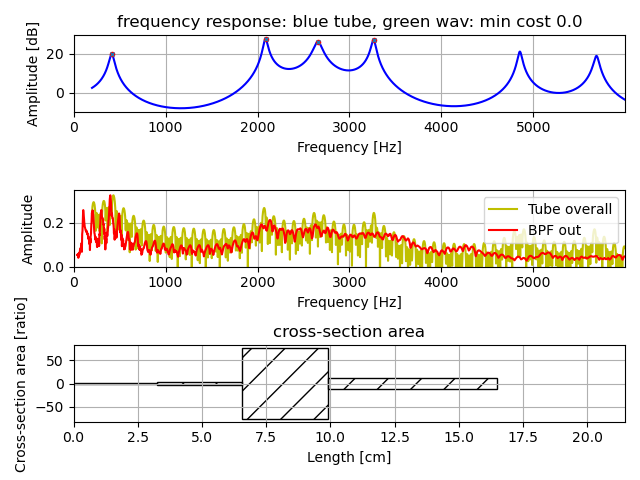 frequency response: blue tube, green wav: min cost 0.0
Amplitude [dB]
20
0
0 1000 2000 3000 4000 5000
Frequency [Hz]
Amplitude
0.2
0.0
Tube overall
BPF out
0 1000 2000 3000 4000 5000
Frequency [Hz]
cross-section area
Cross-section area [ratio]
50
0
−50
0.0 2.5 5.0 7.5 10.0 12.5 15.0 17.5 20.0
Length [cm]